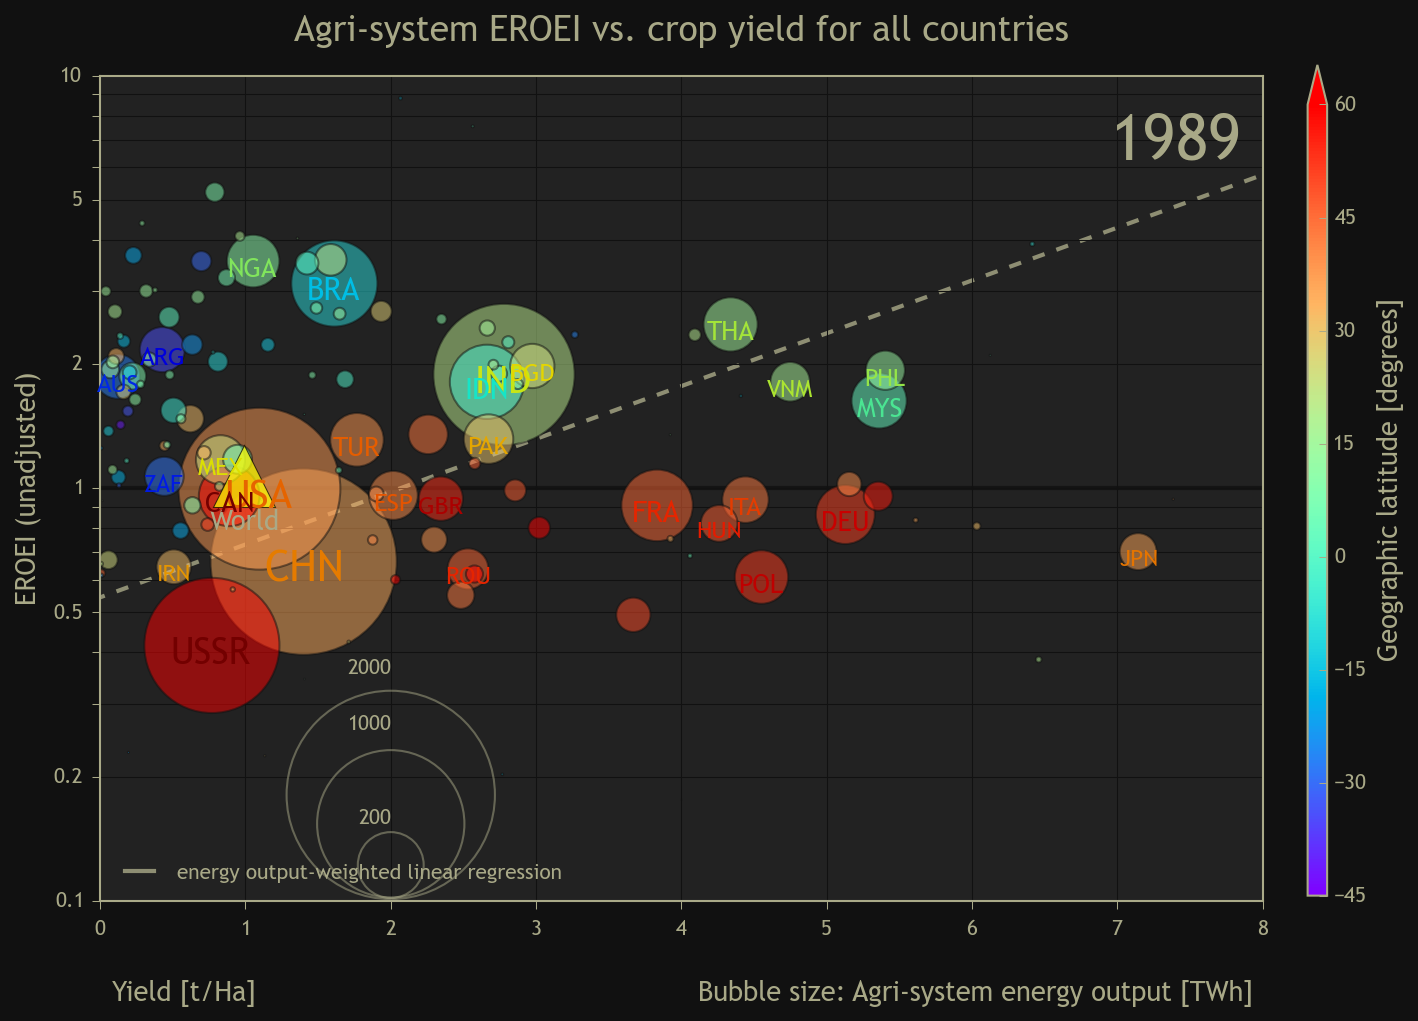 Agri-system EROEI vs. crop yield for all countries
1989
EROEI (unadjusted)
10
5
2
1
0.5
0.2
0.1
NGA
BRA
ARG
AUS
IND
IDN
BGD
THA
VNM
PHL
MYS
TUR
PAK
MEX
ZAF
CAN
USA
World
ESP
GBR
FRA
ITA
HUN
DEU
JPN
IRN
CHN
ROU
POL
USSR
2000
1000
200
energy output-weighted linear regression
0 1 2 3 4 5 6 7 8
Yield [t/Ha]
Bubble size: Agri-system energy output [TWh]
60
45
30
15
0
−15
−30
−45
Geographic latitude [degrees]